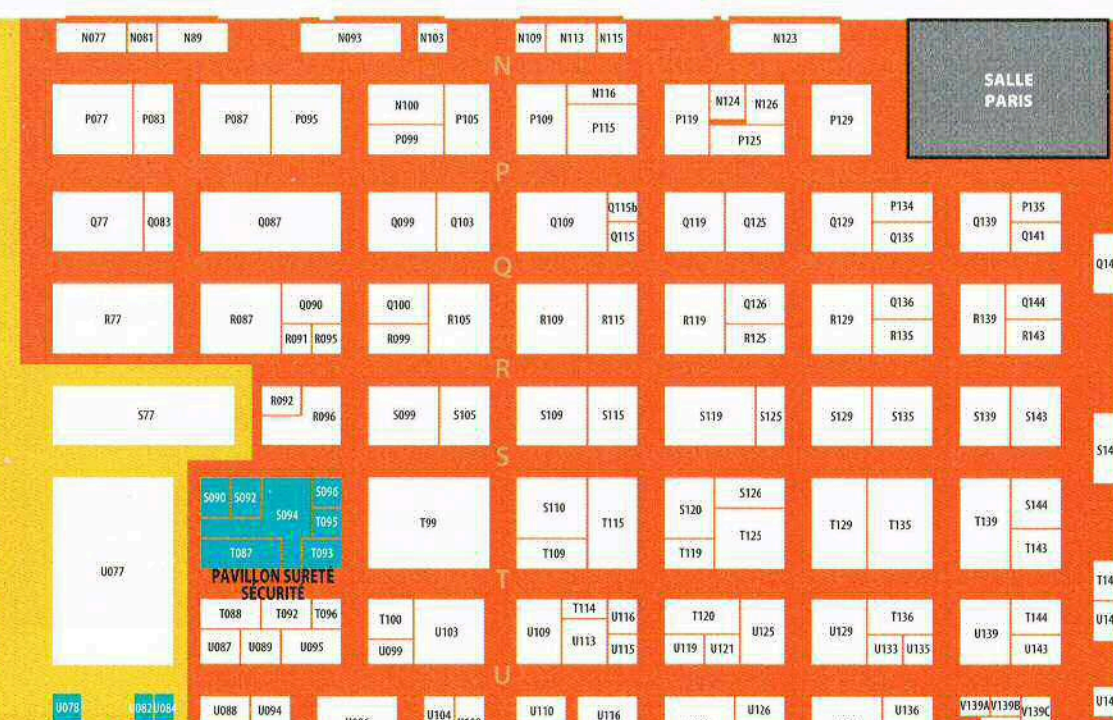 N077 N081 N89 N093 N103 N109 N113 N115 N123
SALLE
PARIS
N
P077 P083 P087 P095 N100 P099 P105 P109 N116 P115 P119 N124 N126 P125 P129
P
Q77 Q083 Q087 Q099 Q103 Q109 Q115b Q115 Q119 Q125 Q129 P134 Q135 Q139 P135 Q141
Q
R77 R087 Q090 R091 R095 Q100 R099 R105 R109 R115 R119 Q126 R125 R129 Q136 R135 R139 Q144 R143
R
S77 R092 R096 S099 S105 S109 S115 S119 S125 S129 S135 S139 S143
S
U077 S090 S092 S094 S096 T095 T087 T093 T99 S110 T109 T115 S120 T119 S126 T125 T129 T135 T139 S144 T143
PAVILLON SURETÉ
SÉCURITÉ
T
T088 T092 T096 U087 U089 U095 T100 U099 U103 U109 T114 U113 U116 U115 T120 U119 U121 U125 U129 T136 U133 U135 U139 T144 U143
U
U078 U082 U084 U088 U094 U104 U110 U116 U126 U136 V139A V139B V139C